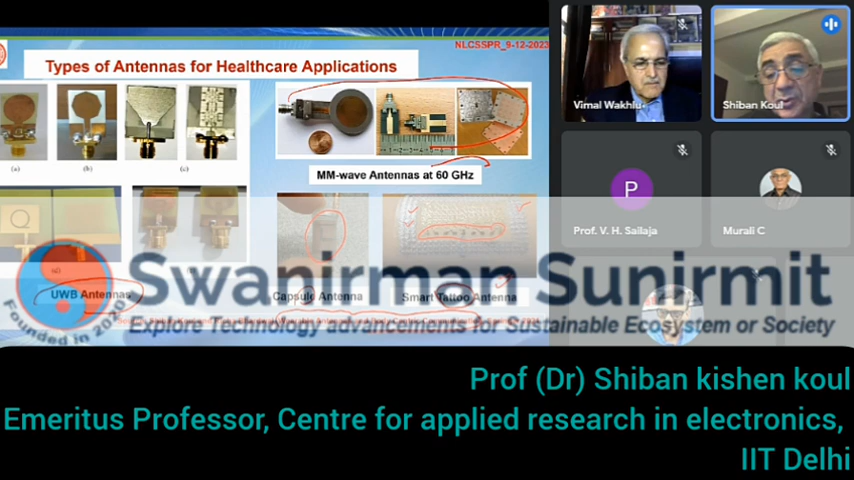 NLCSSPR_9-12-2023
Types of Antennas for Healthcare Applications
(a)
(b)
(c)
MM-wave Antennas at 60 GHz
UWB Antennas
Capsule Antenna
Smart Tattoo Antenna
Vimal Wakhlu
Shiban Koul
P
Prof. V. H. Sailaja
Murali C
Swanirman Sunirmit
Explore Technology advancements for Sustainable Ecosystem or Society
Founded in 2020
Prof (Dr) Shiban kishen koul
Emeritus Professor, Centre for applied research in electronics,
IIT Delhi